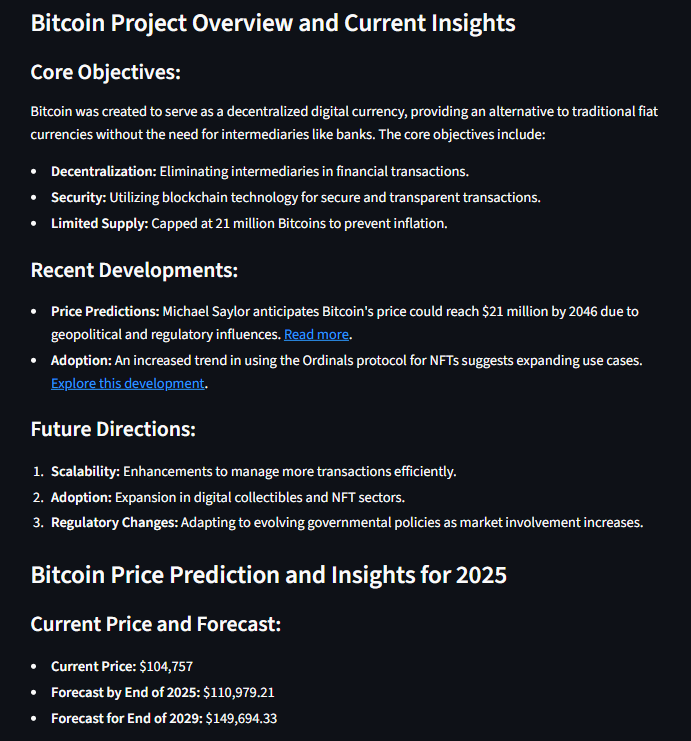 Bitcoin Project Overview and Current Insights
Core Objectives:
Bitcoin was created to serve as a decentralized digital currency, providing an alternative to traditional fiat
currencies without the need for intermediaries like banks. The core objectives include:
• Decentralization: Eliminating intermediaries in financial transactions.
• Security: Utilizing blockchain technology for secure and transparent transactions.
• Limited Supply: Capped at 21 million Bitcoins to prevent inflation.
Recent Developments:
• Price Predictions: Michael Saylor anticipates Bitcoin's price could reach $21 million by 2046 due to
geopolitical and regulatory influences. Read more.
• Adoption: An increased trend in using the Ordinals protocol for NFTs suggests expanding use cases.
Explore this development.
Future Directions:
1. Scalability: Enhancements to manage more transactions efficiently.
2. Adoption: Expansion in digital collectibles and NFT sectors.
3. Regulatory Changes: Adapting to evolving governmental policies as market involvement increases.
Bitcoin Price Prediction and Insights for 2025
Current Price and Forecast:
• Current Price: $104,757
• Forecast by End of 2025: $110,979.21
• Forecast for End of 2029: $149,694.33